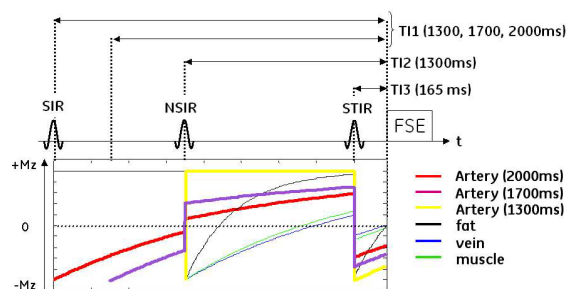 TI1 (1300, 1700, 2000ms)
TI2 (1300ms)
TI3 (165 ms)
SIR NSIR STIR
FSE
t
+Mz
0
-Mz
Artery (2000ms)
Artery (1700ms)
Artery (1300ms)
fat
vein
muscle